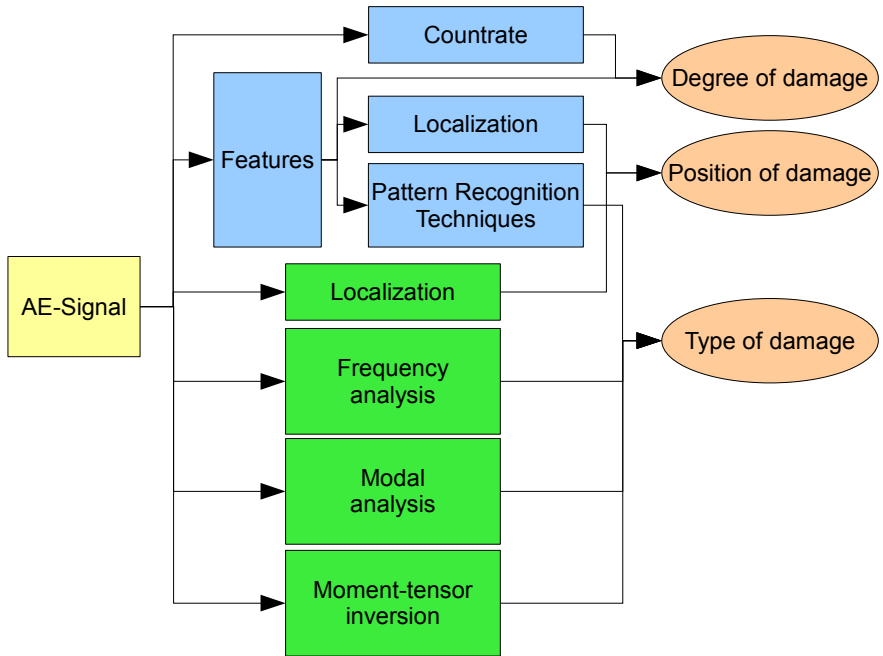 Countrate
Degree of damage
Features
Localization
Position of damage
Pattern Recognition
Techniques
AE-Signal
Localization
Type of damage
Frequency
analysis
Modal
analysis
Moment-tensor
inversion